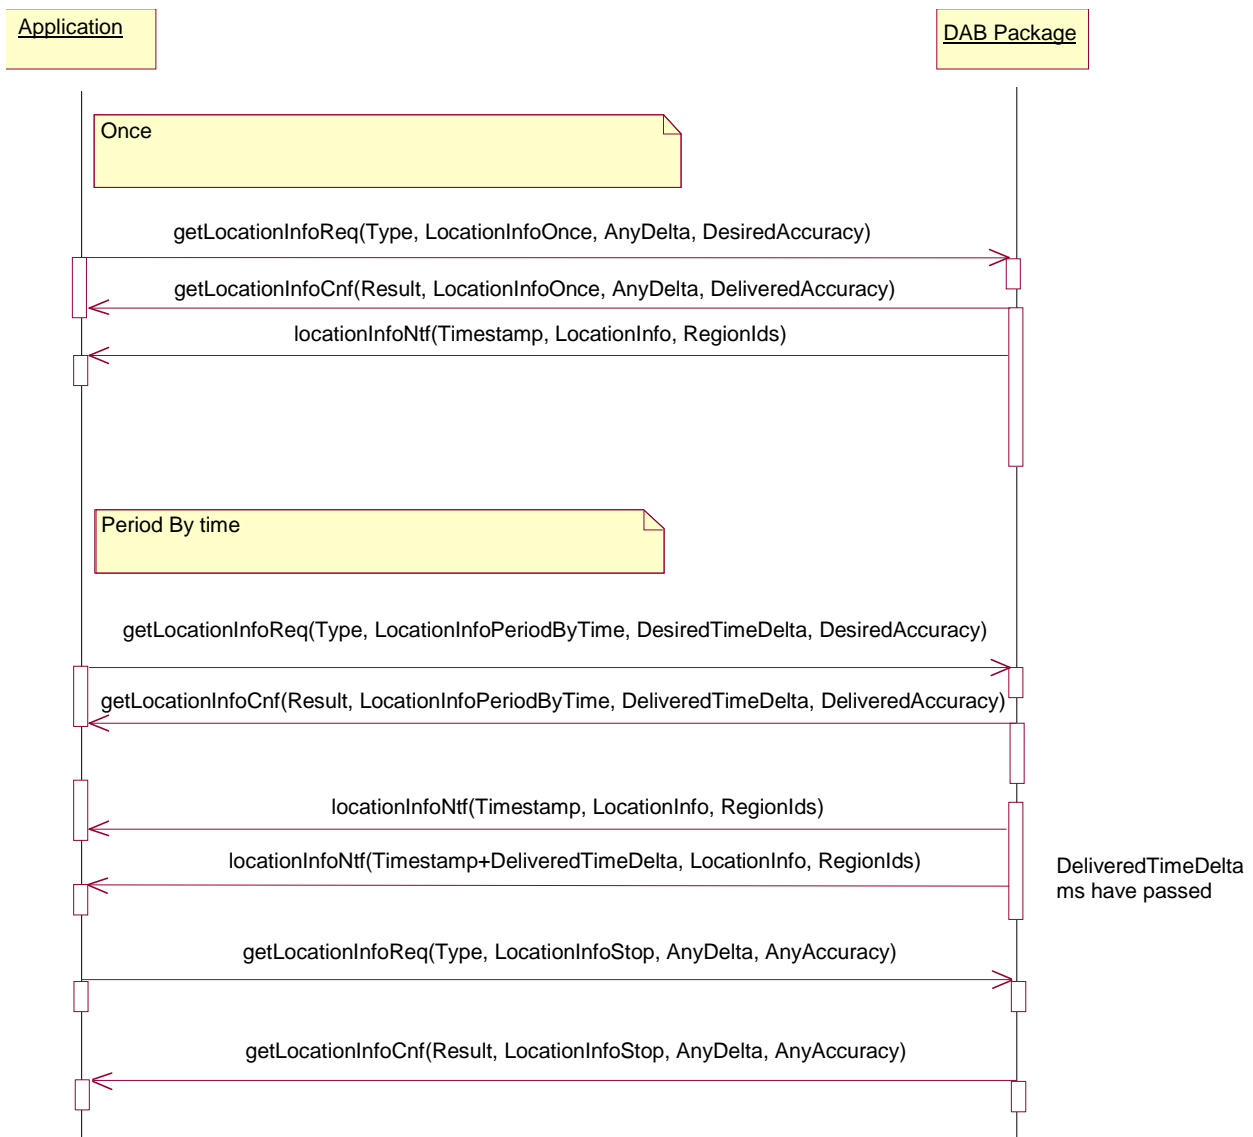 Application
DAB Package
Once
getLocationInfoReq(Type, LocationInfoOnce, AnyDelta, DesiredAccuracy)
getLocationInfoCnf(Result, LocationInfoOnce, AnyDelta, DeliveredAccuracy)
locationInfoNtf(Timestamp, LocationInfo, RegionIds)
Period By time
getLocationInfoReq(Type, LocationInfoPeriodByTime, DesiredTimeDelta, DesiredAccuracy)
getLocationInfoCnf(Result, LocationInfoPeriodByTime, DeliveredTimeDelta, DeliveredAccuracy)
locationInfoNtf(Timestamp, LocationInfo, RegionIds)
locationInfoNtf(Timestamp+DeliveredTimeDelta, LocationInfo, RegionIds)
DeliveredTimeDelta
ms have passed
getLocationInfoReq(Type, LocationInfoStop, AnyDelta, AnyAccuracy)
getLocationInfoCnf(Result, LocationInfoStop, AnyDelta, AnyAccuracy)